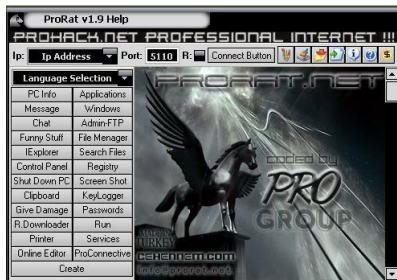 ProRat v1.9 Help
PROHACK.NET PROFESSIONAL INTERNET !!!
Ip: Ip Address Port: 5110 R: Connect Button
Language Selection
PC Info Applications
Message Windows
Chat Admin-FTP
Funny Stuff File Menager
IExplorer Search Files
Control Panel Registry
Shut Down PC Screen Shot
Clipboard KeyLogger
Give Damage Passwords
R.Downloader Run
Printer Services
Online Editor ProConnective
Create
PRORAT.NET
CODED by
PRO
GROUP
MADE IN
TURKEY
CEHENNEM.COM
info@prorat.net